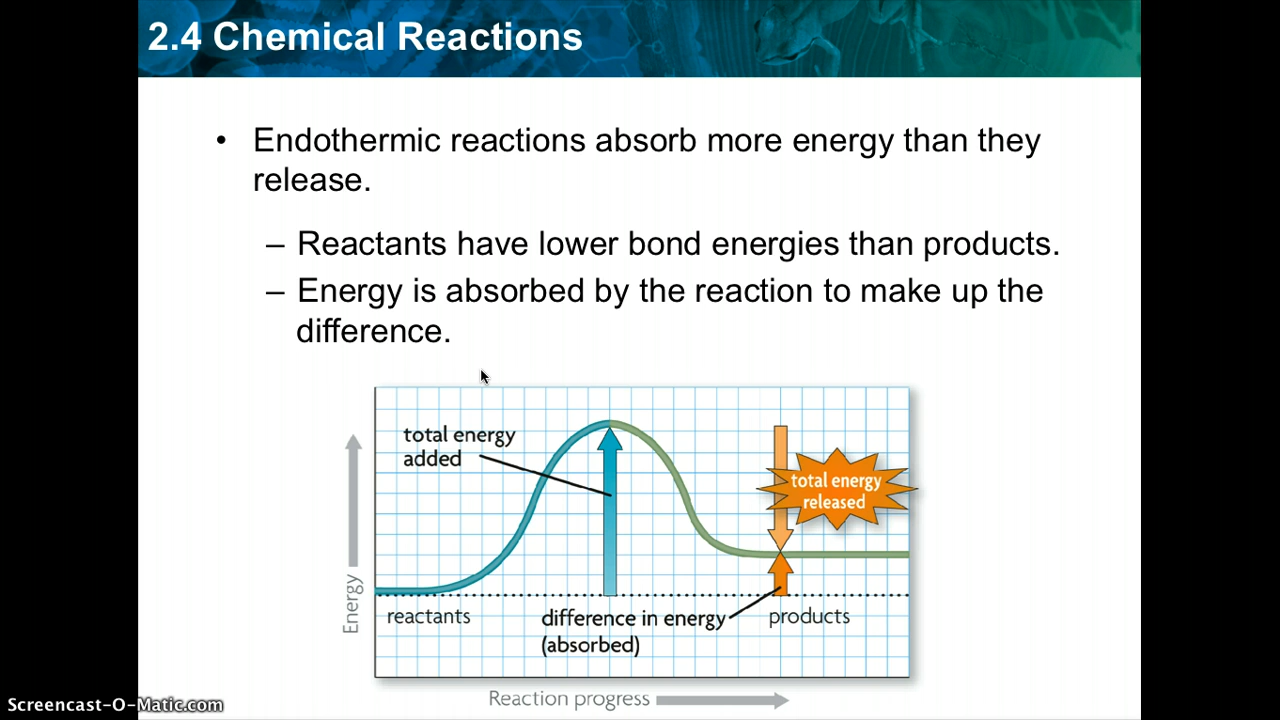 2.4 Chemical Reactions
• Endothermic reactions absorb more energy than they
release.
– Reactants have lower bond energies than products.
– Energy is absorbed by the reaction to make up the
difference.
total energy
added
total energy
released
Energy
reactants
difference in energy
(absorbed)
products
Reaction progress
Screencast-O-Matic.com